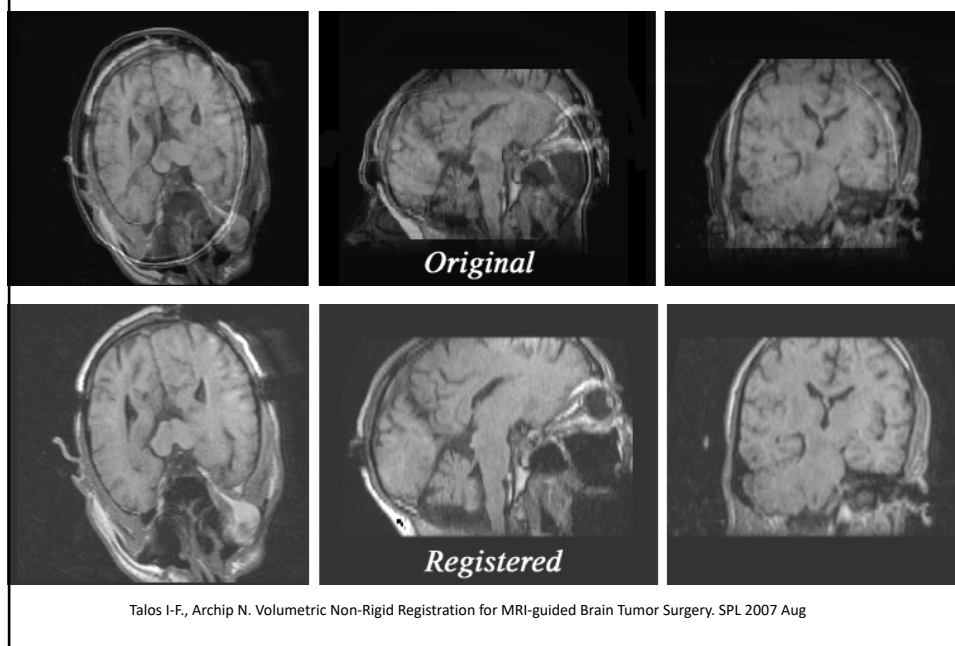 Original
Registered
Talos I-F., Archip N. Volumetric Non-Rigid Registration for MRI-guided Brain Tumor Surgery. SPL 2007 Aug